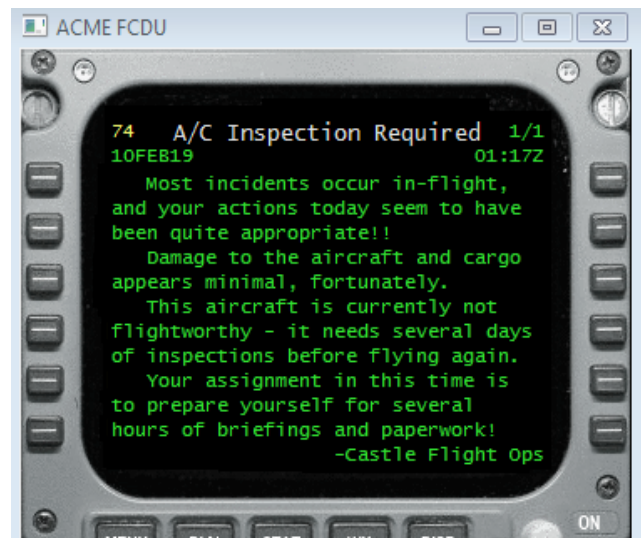 ACME FCDU
74 A/C Inspection Required 1/1
10FEB19 01:17Z
Most incidents occur in-flight,
and your actions today seem to have
been quite appropriate!!
Damage to the aircraft and cargo
appears minimal, fortunately.
This aircraft is currently not
flightworthy - it needs several days
of inspections before flying again.
Your assignment in this time is
to prepare yourself for several
hours of briefings and paperwork!
-Castle Flight Ops
ON